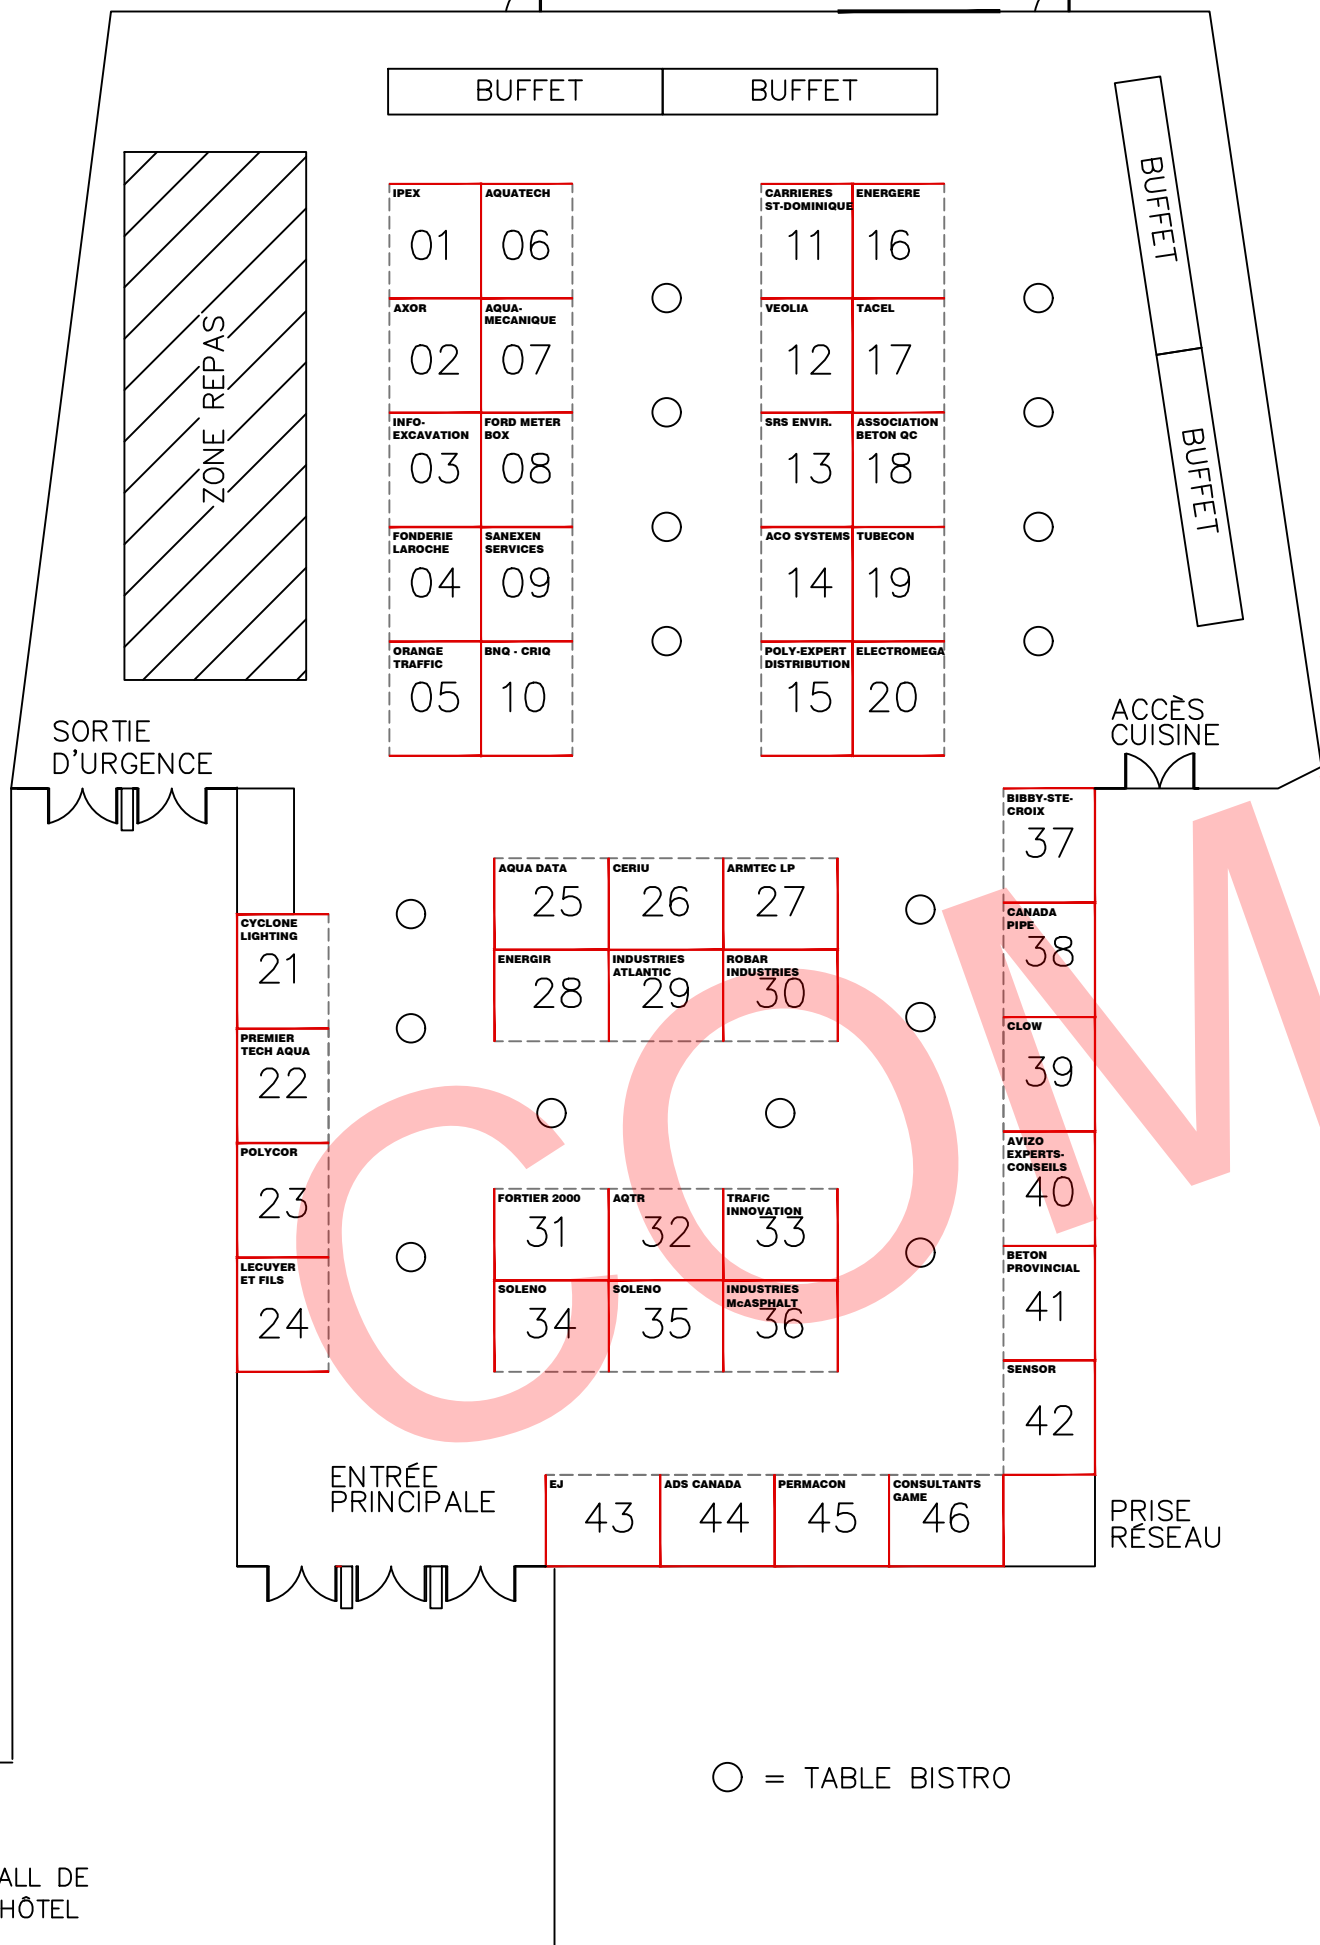 BUFFET
BUFFET
BUFFET
BUFFET
ZONE REPAS
IPEX
01
AQUATECH
06
AXOR
02
AQUA-
MECANIQUE
07
INFO-
EXCAVATION
03
FORD METER
BOX
08
FONDERIE
LAROCHE
04
SANEXEN
SERVICES
09
ORANGE
TRAFFIC
05
BNQ - CRIQ
10
CARRIERES
ST-DOMINIQUE
11
ENERGERE
16
VEOLIA
12
TACEL
17
SRS ENVIR.
13
ASSOCIATION
BETON QC
18
ACO SYSTEMS
14
TUBECON
19
POLY-EXPERT
DISTRIBUTION
15
ELECTROMEGA
20
SORTIE
D'URGENCE
ACCÈS
CUISINE
CYCLONE
LIGHTING
21
PREMIER
TECH AQUA
22
POLYCOR
23
LECUYER
ET FILS
24
AQUA DATA
25
CERIU
26
ARMTEC LP
27
ENERGIR
28
INDUSTRIES
ATLANTIC
29
ROBAR
INDUSTRIES
30
FORTIER 2000
31
AQTR
32
TRAFIC
INNOVATION
33
SOLENO
34
SOLENO
35
INDUSTRIES
McASPHALT
36
BIBBY-STE-
CROIX
37
CANADA
PIPE
38
CLOW
39
AVIZO
EXPERTS-
CONSEILS
40
BETON
PROVINCIAL
41
SENSOR
42
EJ
43
ADS CANADA
44
PERMACON
45
CONSULTANTS
GAME
46
ENTRÉE
PRINCIPALE
PRISE
RÉSEAU
COM
= TABLE BISTRO
ALL DE
HÔTEL